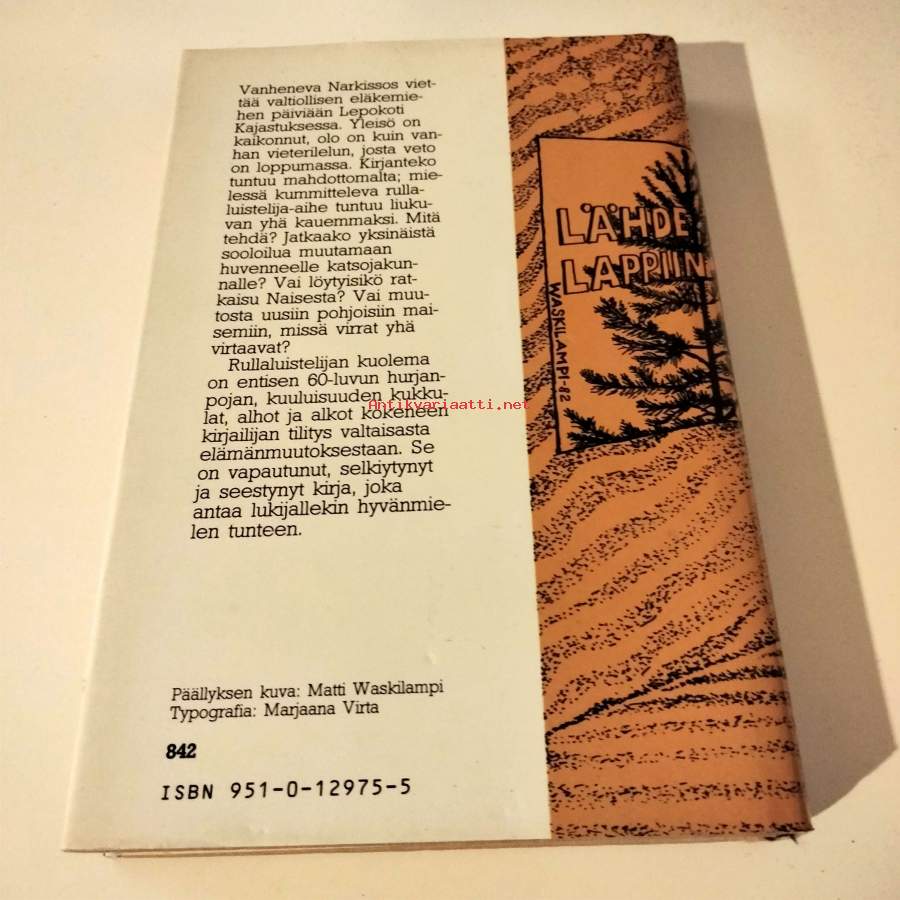 Vanheneva Narkissos viet-
tää valtiollisen eläkemie-
hen päiviään Lepokoti
Kajastuksessa. Yleisö on
kaikonnut, olo on kuin van-
han vieterilelun, josta veto
on loppumassa. Kirjanteko
tuntuu mahdottomalta; mie-
lessä kummitteleva rulla-
luistelija-aihe tuntuu liuku-
van yhä kauemmaksi. Mitä
tehdä? Jatkaako yksinäistä
sooloilua muutamaan
huvenneelle katsojakun-
nalle? Vai löytyisikö rat-
kaisu Naisesta? Vai muu-
tosta uusiin pohjoisiin mai-
semiin, missä virrat yhä
virtaavat?
Rullaluistelijan kuolema
on entisen 60-luvun hurjan-
pojan, kuuluisuuden kukku-
lat, alhot ja alkot kokeneen
kirjailijan tilitys valtaisasta
elämänmuutoksestaan. Se
on vapautunut, selkiytynyt
ja seestynyt kirja, joka
antaa lukijallekin hyvänmie-
len tunteen.
Antikvariaatti.net
Päällyksen kuva: Matti Waskilampi
Typografia: Marjaana Virta
842
ISBN 951-0-12975-5
LÄHDE
LAPPIIN
WASKILAMPI-82